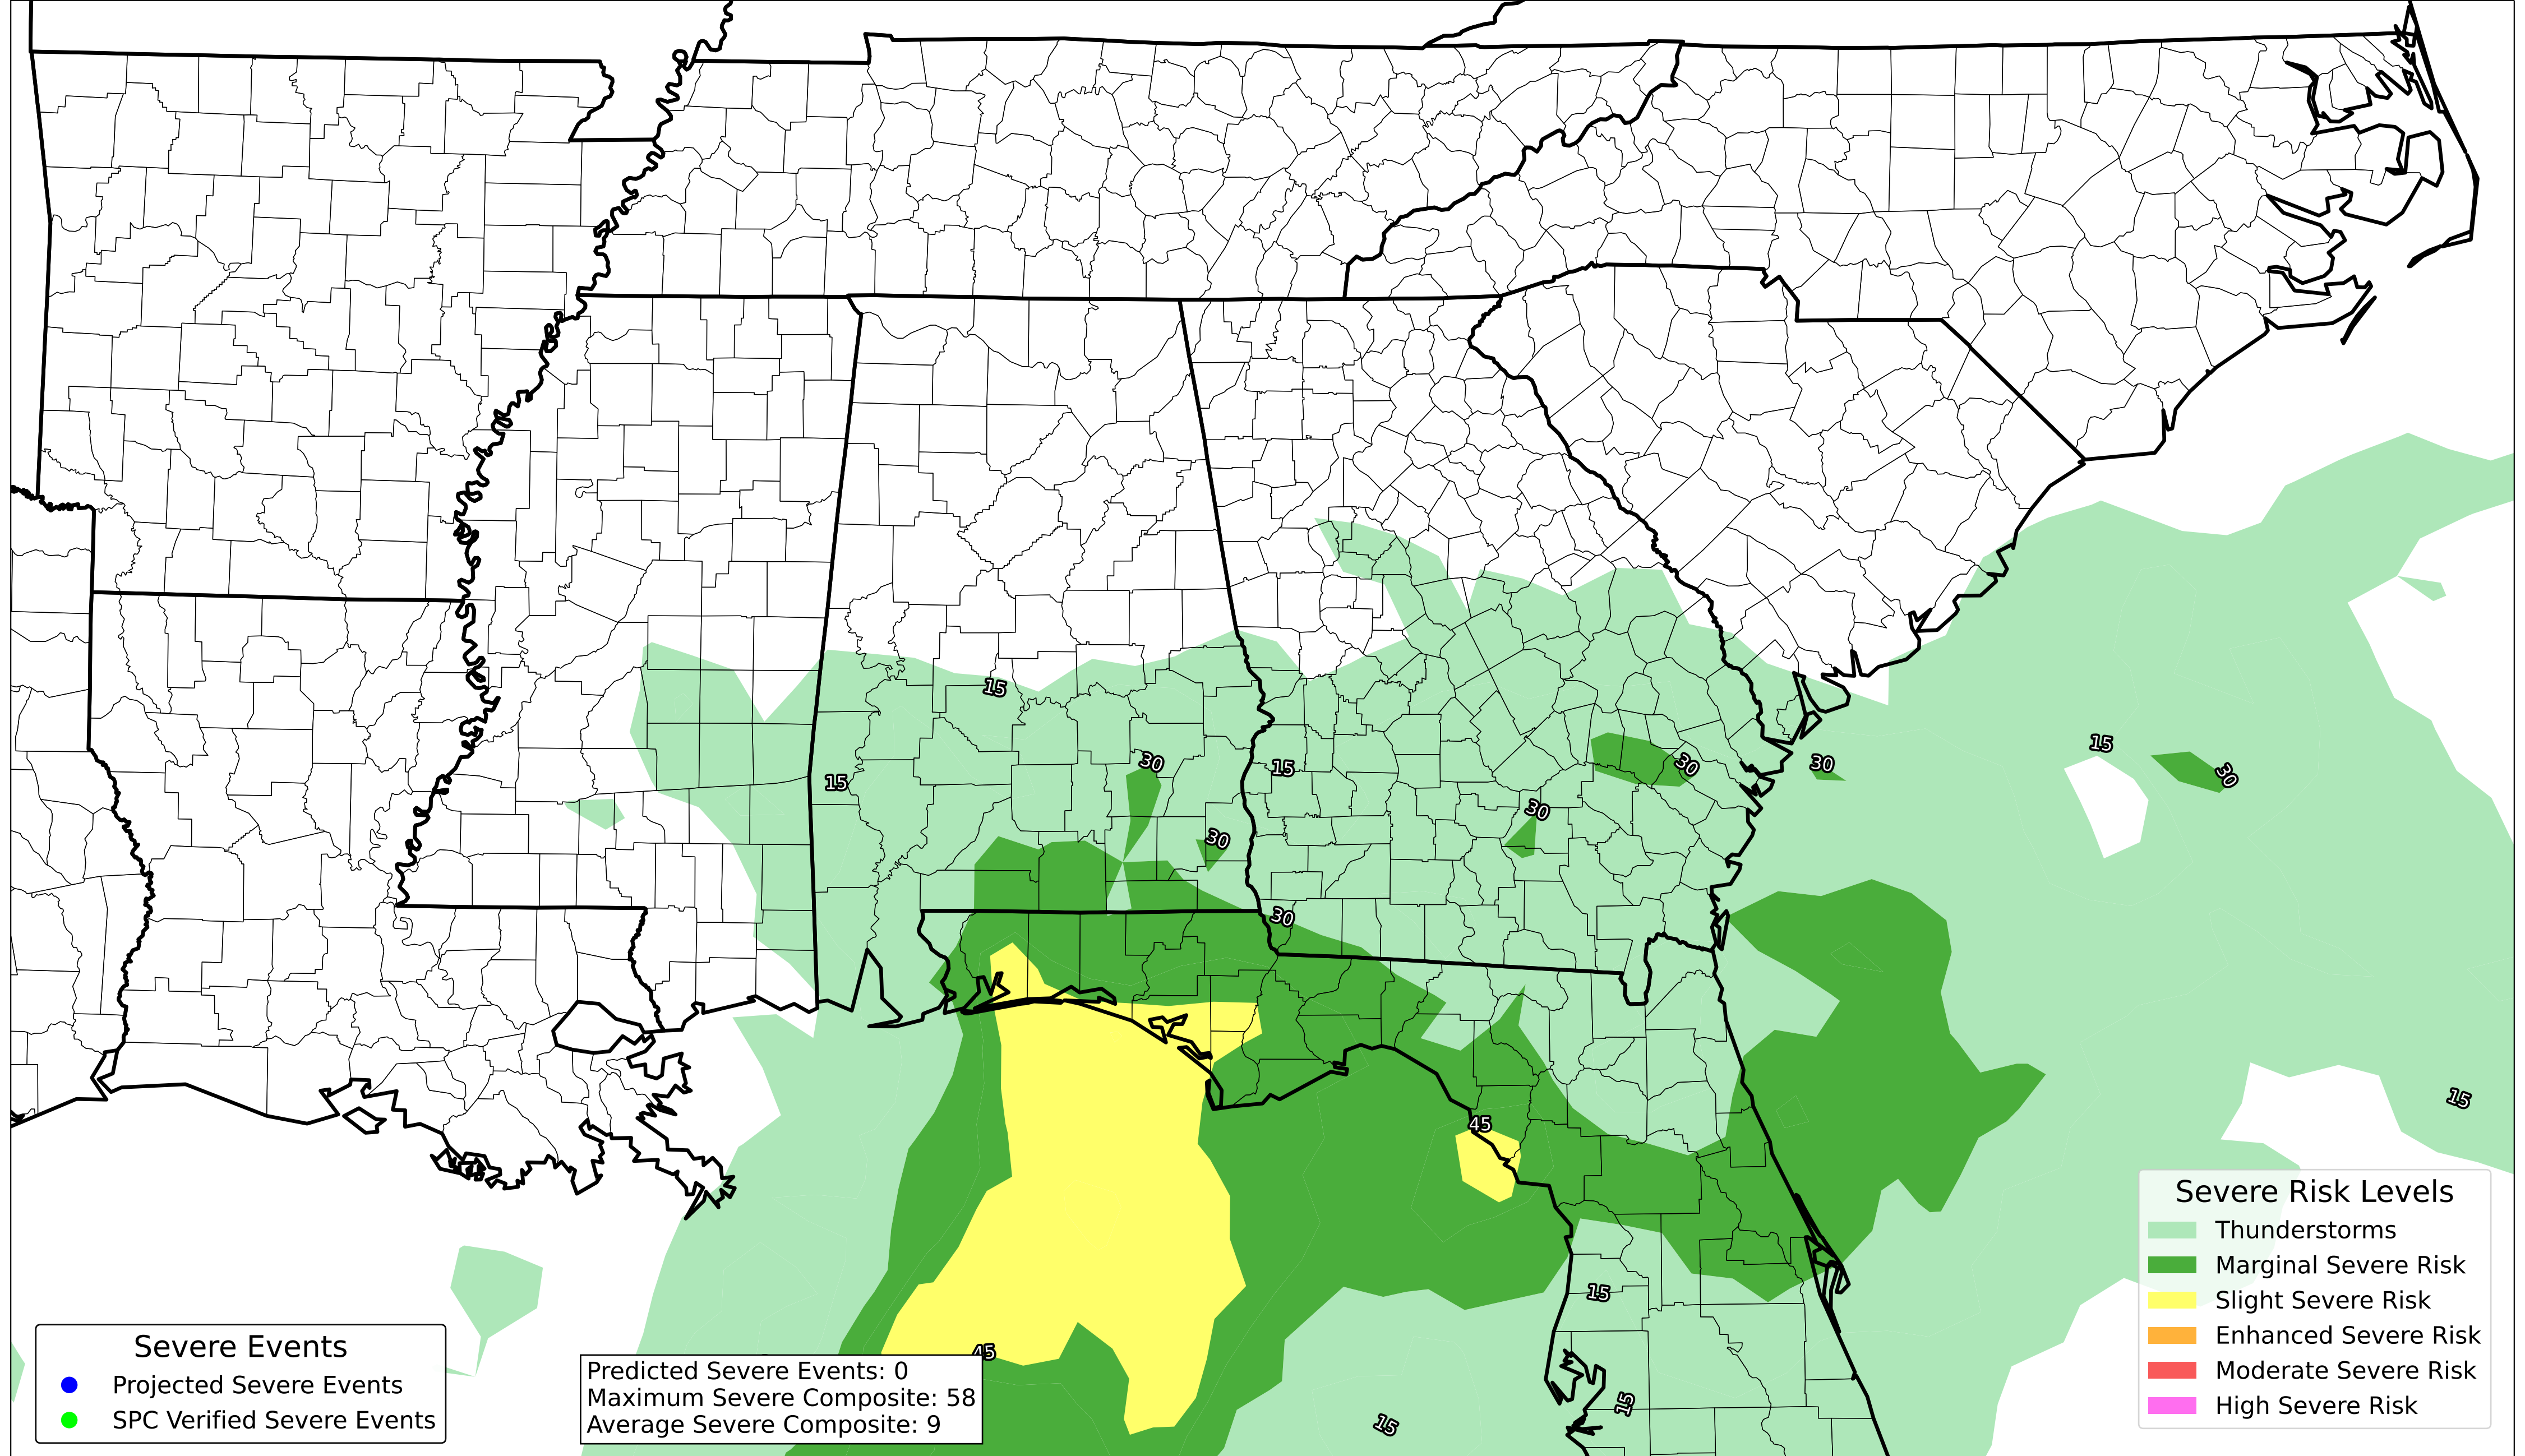 15
30
15
15
30
30
15
30
30
15
30
30
30
15
45
15
45
15
15
Severe Events
Projected Severe Events
SPC Verified Severe Events
Predicted Severe Events: 0
Maximum Severe Composite: 58
Average Severe Composite: 9
Severe Risk Levels
Thunderstorms
Marginal Severe Risk
Slight Severe Risk
Enhanced Severe Risk
Moderate Severe Risk
High Severe Risk